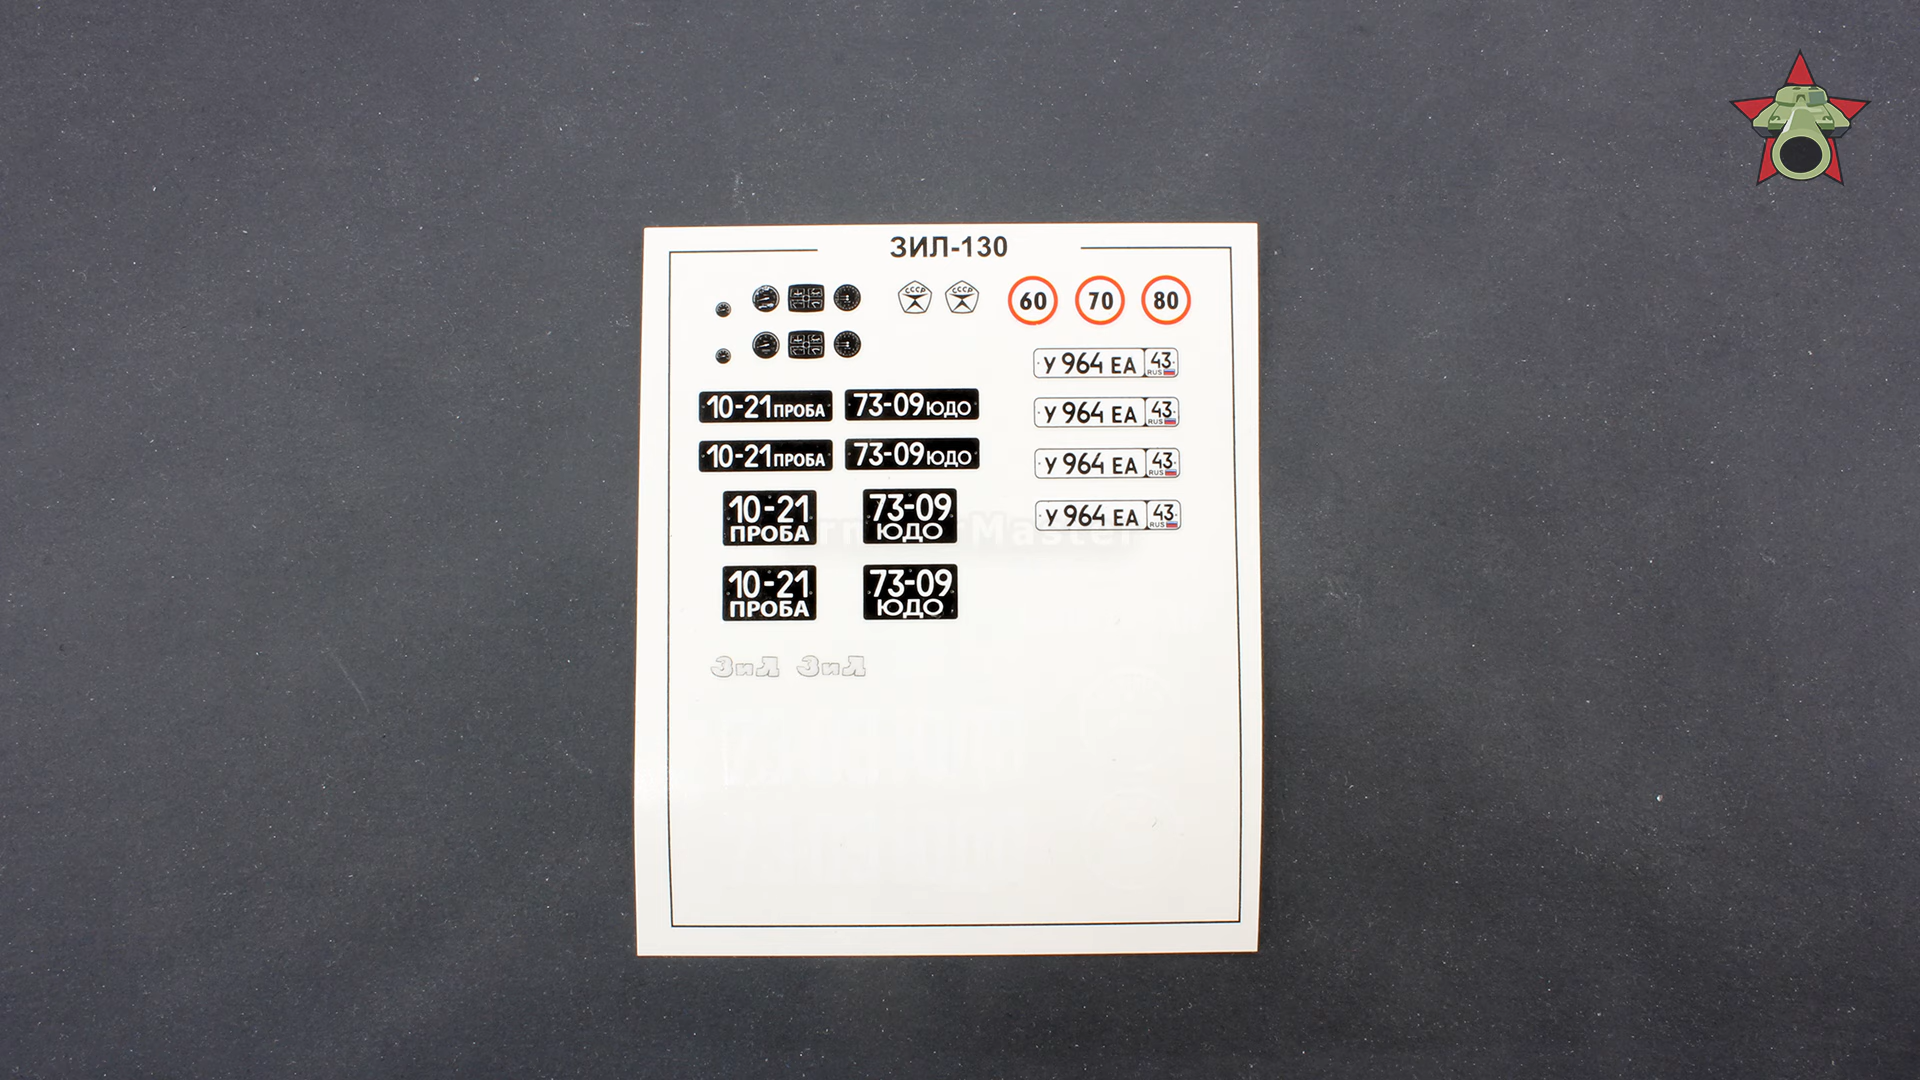 ЗИЛ-130
СССР СССР 60 70 80
У 964 ЕА 43 RUS
10-21 ПРОБА 73-09 ЮДО
У 964 ЕА 43 RUS
10-21 ПРОБА 73-09 ЮДО
У 964 ЕА 43 RUS
10-21 73-09
ПРОБА ЮДО
У 964 ЕА 43 RUS
10-21 73-09
ПРОБА ЮДО
ЗиЛ ЗиЛ